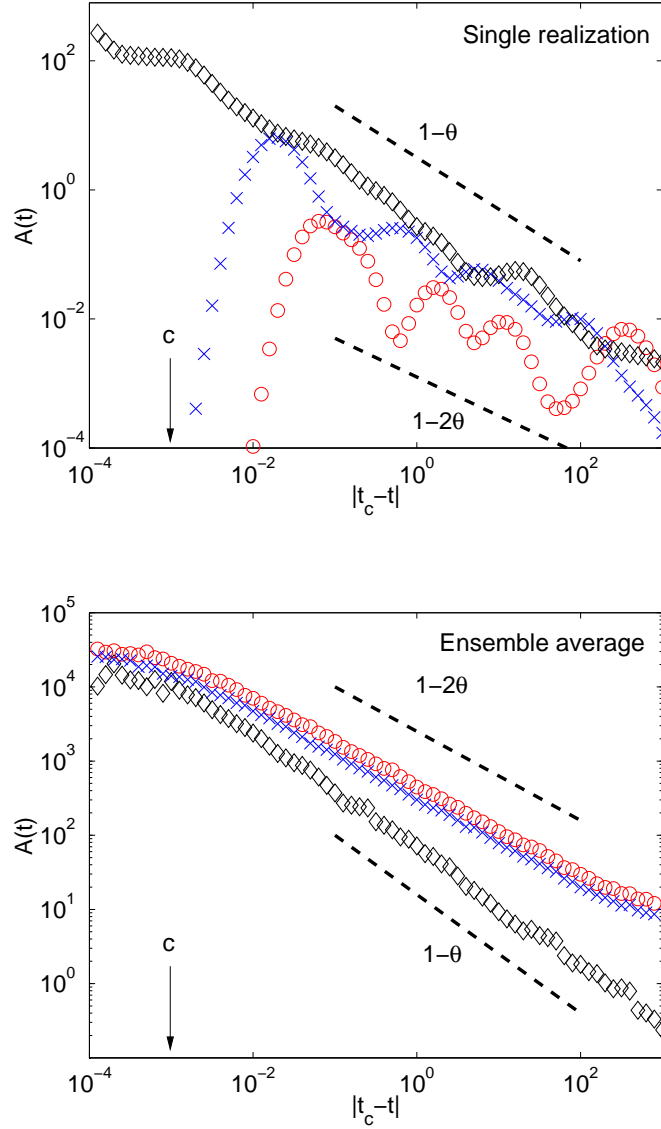 Single realization
10^2
1−θ
10^0
A(t)
10^−2
c
1−2θ
10^−4
10^−4 10^−2 10^0 10^2
|t_c−t|
10^5
Ensemble average
1−2θ
10^4
10^3
A(t)
10^2
10^1
c
1−θ
10^0
10^−4 10^−2 10^0 10^2
|t_c−t|